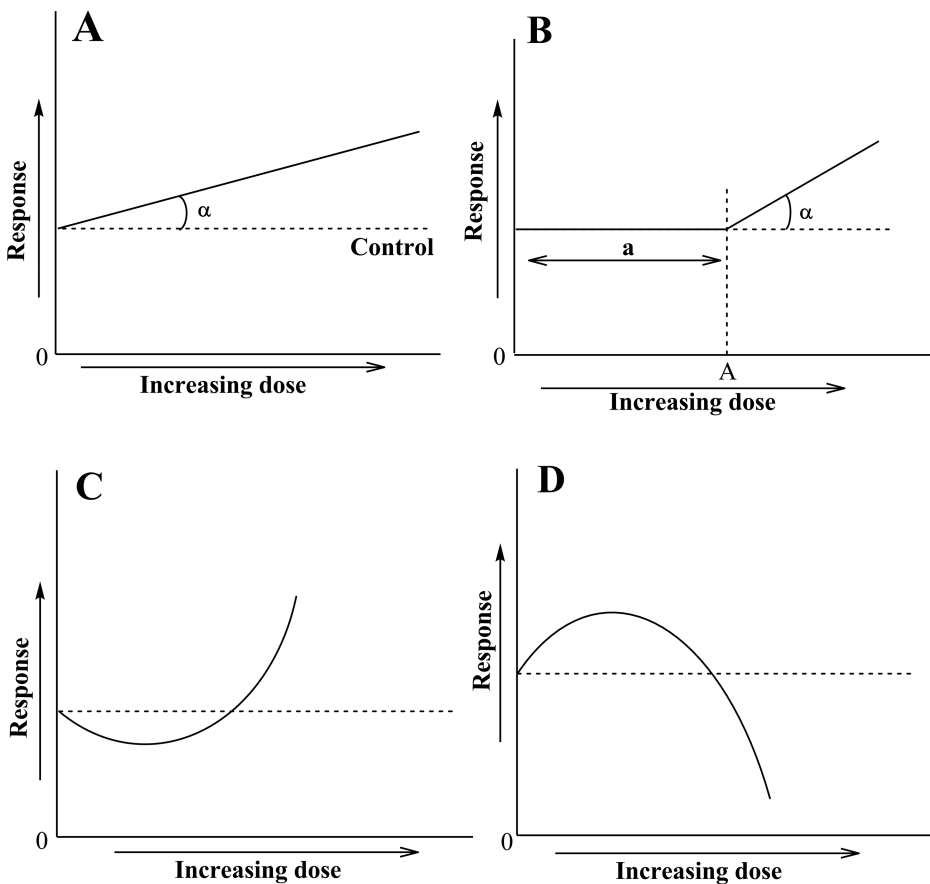 A
Response
α
Control
0
Increasing dose
B
Response
α
a
0
A
Increasing dose
C
Response
0
Increasing dose
D
Response
0
Increasing dose